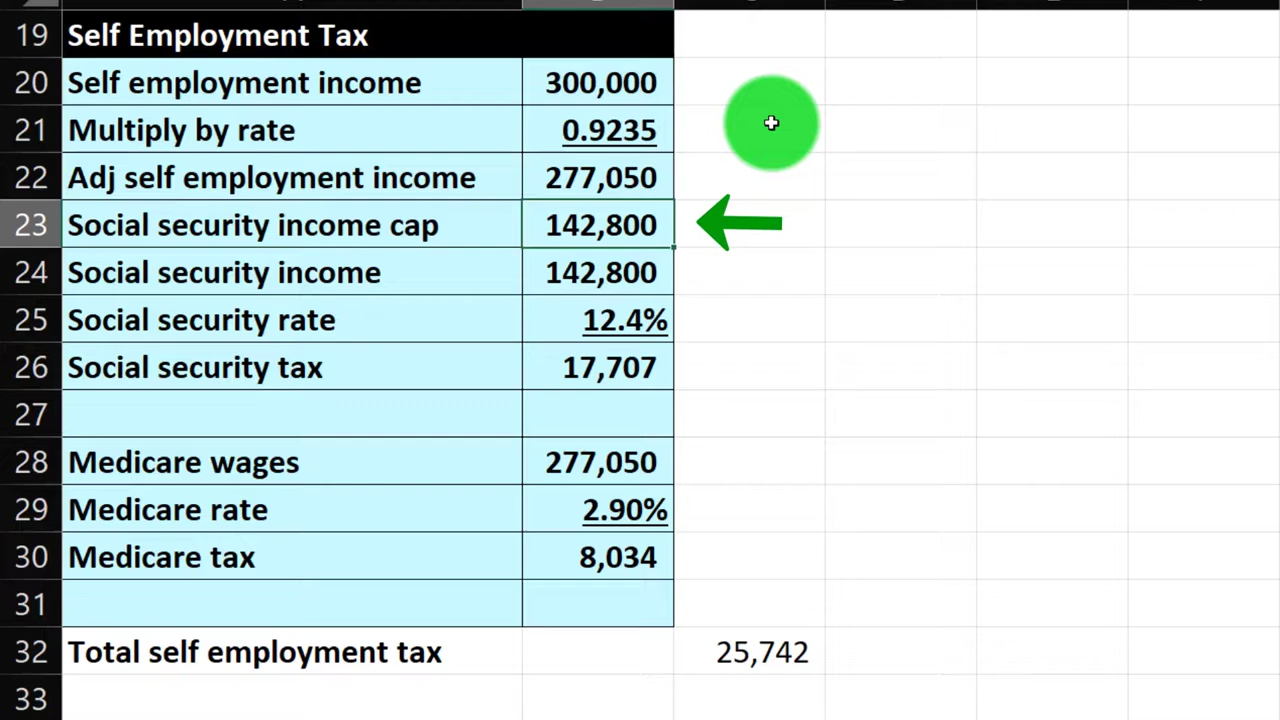 19 Self Employment Tax
20 Self employment income 300,000
21 Multiply by rate 0.9235
22 Adj self employment income 277,050
23 Social security income cap 142,800
24 Social security income 142,800
25 Social security rate 12.4%
26 Social security tax 17,707
27
28 Medicare wages 277,050
29 Medicare rate 2.90%
30 Medicare tax 8,034
31
32 Total self employment tax 25,742
33